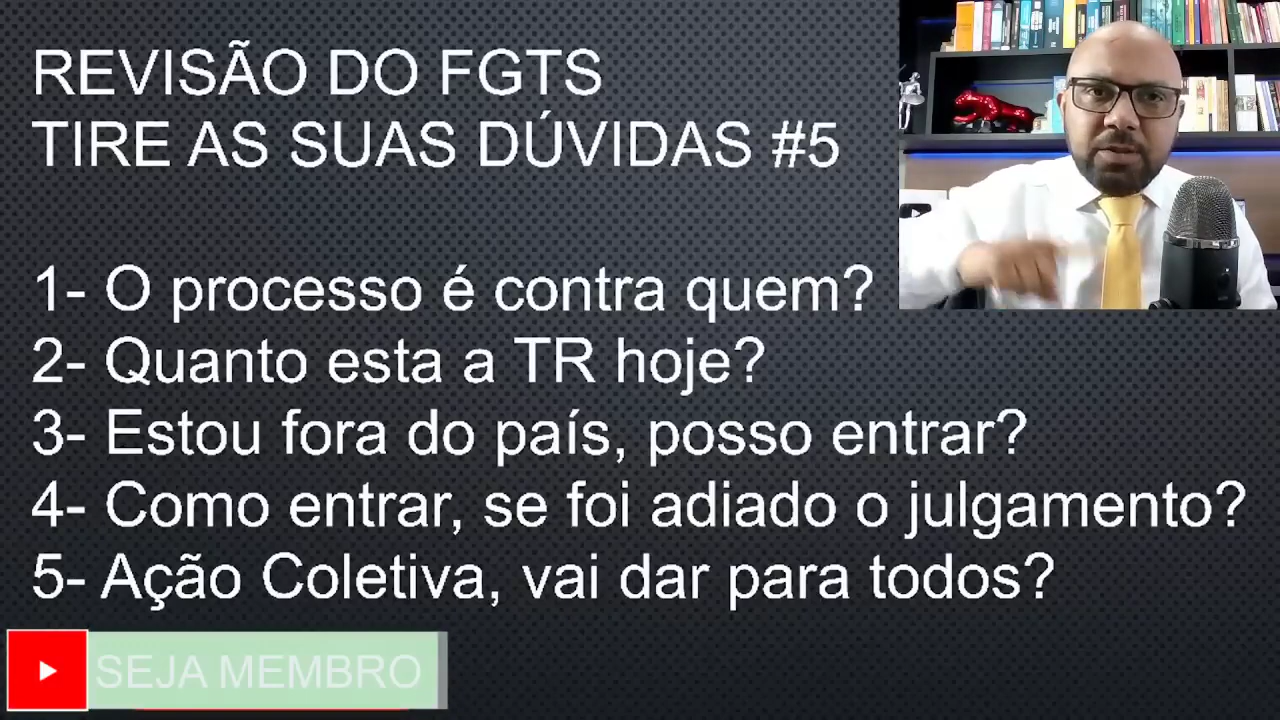 REVISÃO DO FGTS
TIRE AS SUAS DÚVIDAS #5
1- O processo é contra quem?
2- Quanto esta a TR hoje?
3- Estou fora do país, posso entrar?
4- Como entrar, se foi adiado o julgamento?
5- Ação Coletiva, vai dar para todos?
SEJA MEMBRO